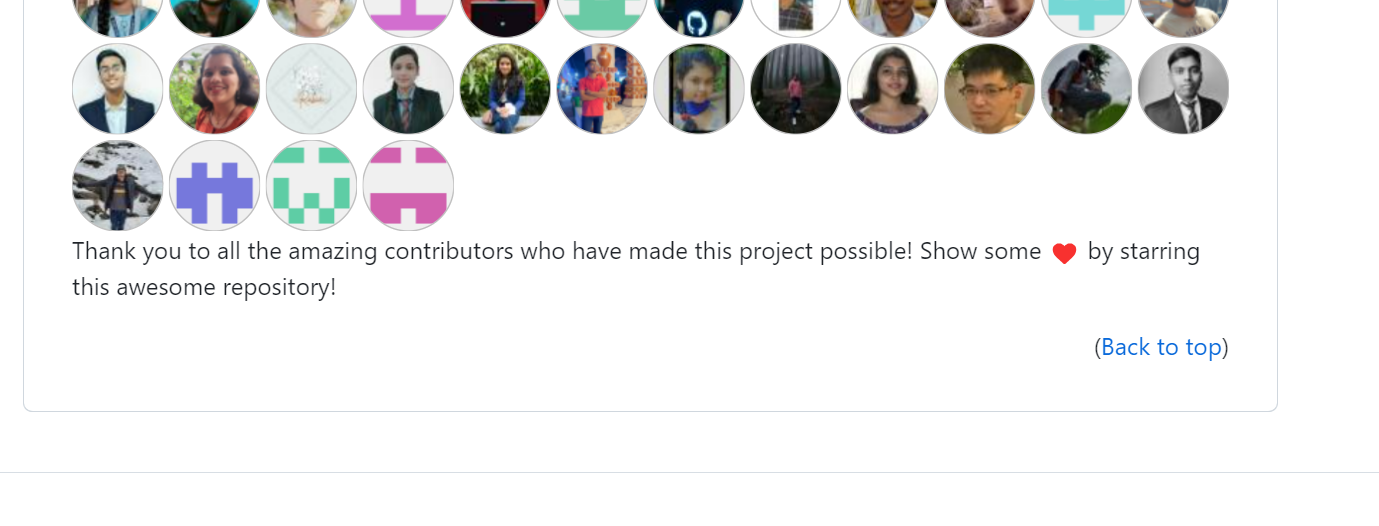 Thank you to all the amazing contributors who have made this project possible! Show some ❤️ by starring
this awesome repository!
(Back to top)